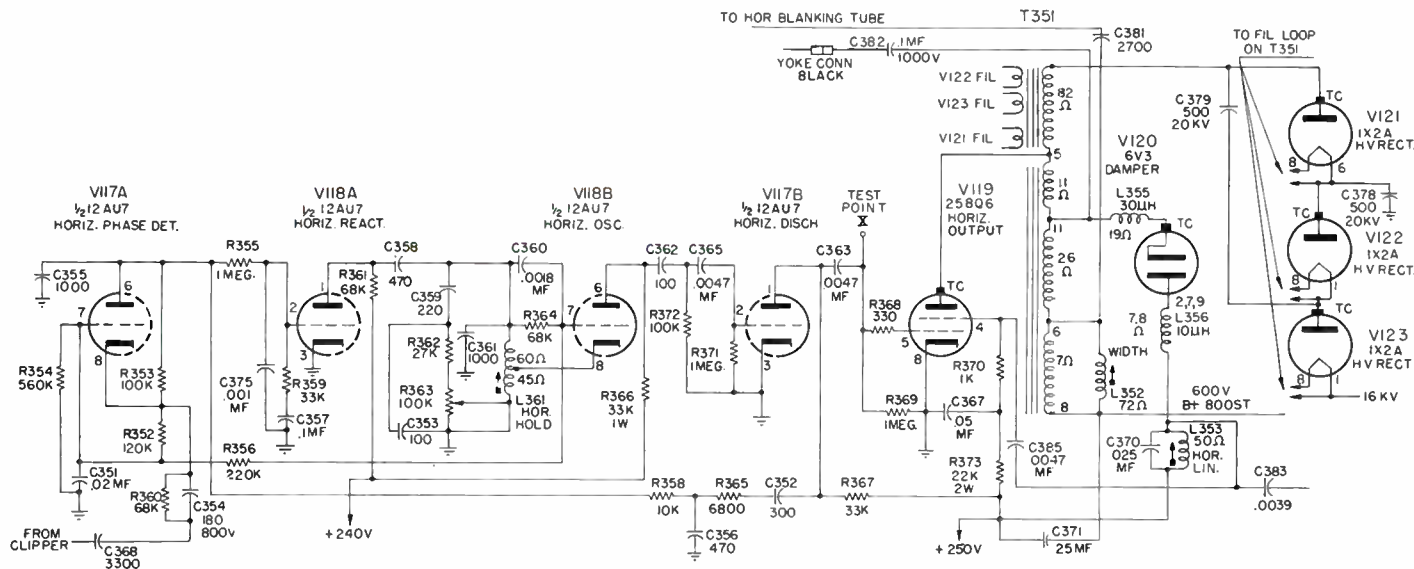 TO HOR BLANKING TUBE
T351
C382
.1MF
1000V
YOKE CONN
BLACK
C381
2700
TO FIL LOOP
ON T351
V122 FIL
V123 FIL
V121 FIL
82
Ω
5
11
Ω
11
26
Ω
6
7Ω
8
C379
500
20KV
TC
V121
1X2A
HV RECT.
8
6
C378
500
20KV
TC
V122
1X2A
HV RECT.
8
1
TC
V123
1X2A
HV RECT.
8
1
16 KV
V120
6V3
DAMPER
L355
30UH
19Ω
TC
2,7,9
L356
10UH
7.8
Ω
WIDTH
L352
72Ω
600V
B+ BOOST
L353
50Ω
HOR.
LIN.
C370
.025
MF
C383
.0039
V117A
½ 12AU7
HORIZ. PHASE DET.
C355
1000
6
7
8
R354
560K
R353
100K
R352
120K
C351
.02MF
R360
68K
C354
180
800V
FROM
CLIPPER
C368
3300
R355
1MEG.
C375
.001
MF
R359
33K
C357
.1MF
R356
220K
V118A
½ 12AU7
HORIZ. REACT.
1
2
3
R361
68K
C358
470
C359
220
R362
27K
R363
100K
C353
100
C360
.0018
MF
R364
68K
C361
1000
60Ω
45Ω
L361
HOR.
HOLD
+240V
V118B
½ 12AU7
HORIZ. OSC.
6
7
8
R366
33K
1W
C362
100
C365
.0047
MF
R372
100K
R371
1MEG.
V117B
½ 12AU7
HORIZ. DISCH
1
2
3
C363
.0047
MF
TEST
POINT
X
R368
330
V119
25BQ6
HORIZ.
OUTPUT
TC
4
5
8
R369
1MEG.
R370
1K
C367
.05
MF
C385
.0047
MF
R373
22K
2W
R358
10K
R365
6800
C352
300
R367
33K
C356
470
+250V
C371
25MF